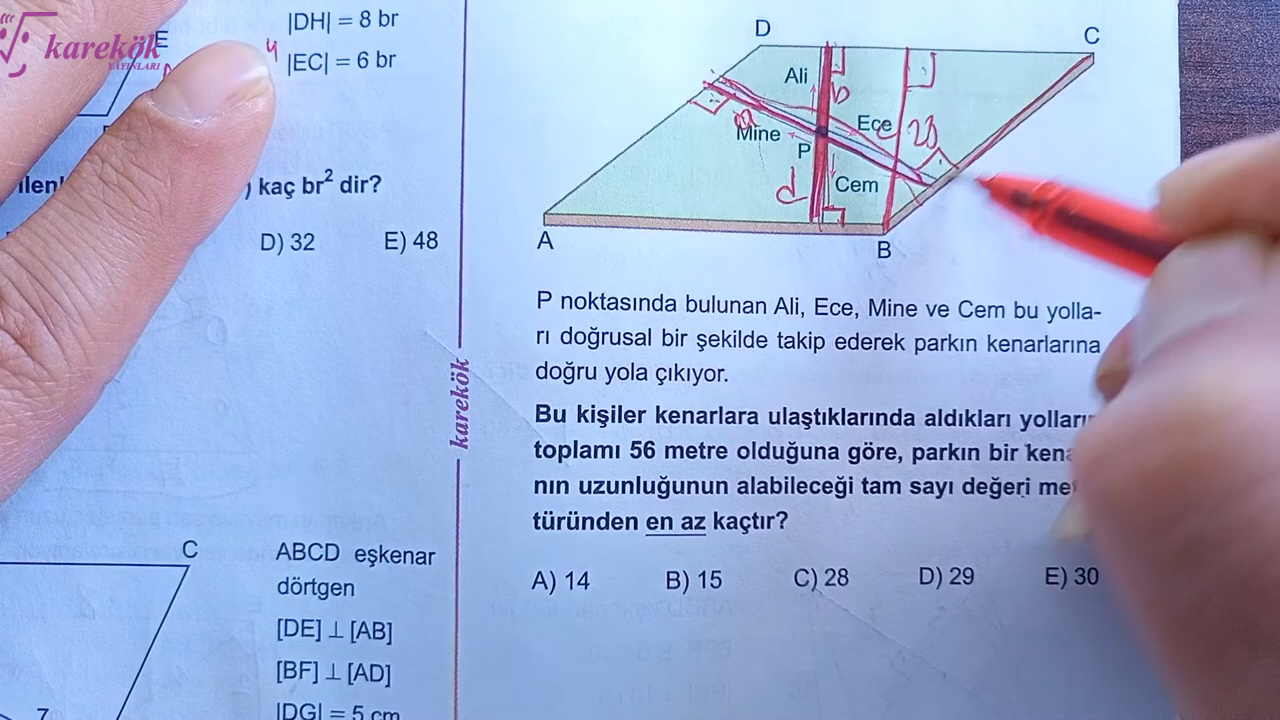 karekök
YAYINLARI
E
4
|DH| = 8 br
|EC| = 6 br
kaç br² dir?
D) 32
E) 48
C
ABCD eşkenar
dörtgen
[DE] ⊥ [AB]
[BF] ⊥ [AD]
|DG| = 5 cm
7
karekök
D
C
Ali
b
Mine
a
Ece
c
28
P
d
Cem
A
B
P noktasında bulunan Ali, Ece, Mine ve Cem bu yolla-
rı doğrusal bir şekilde takip ederek parkın kenarlarına
doğru yola çıkıyor.
Bu kişiler kenarlara ulaştıklarında aldıkları yolların
toplamı 56 metre olduğuna göre, parkın bir kena
nın uzunluğunun alabileceği tam sayı değeri me
türünden en az kaçtır?
A) 14
B) 15
C) 28
D) 29
E) 30